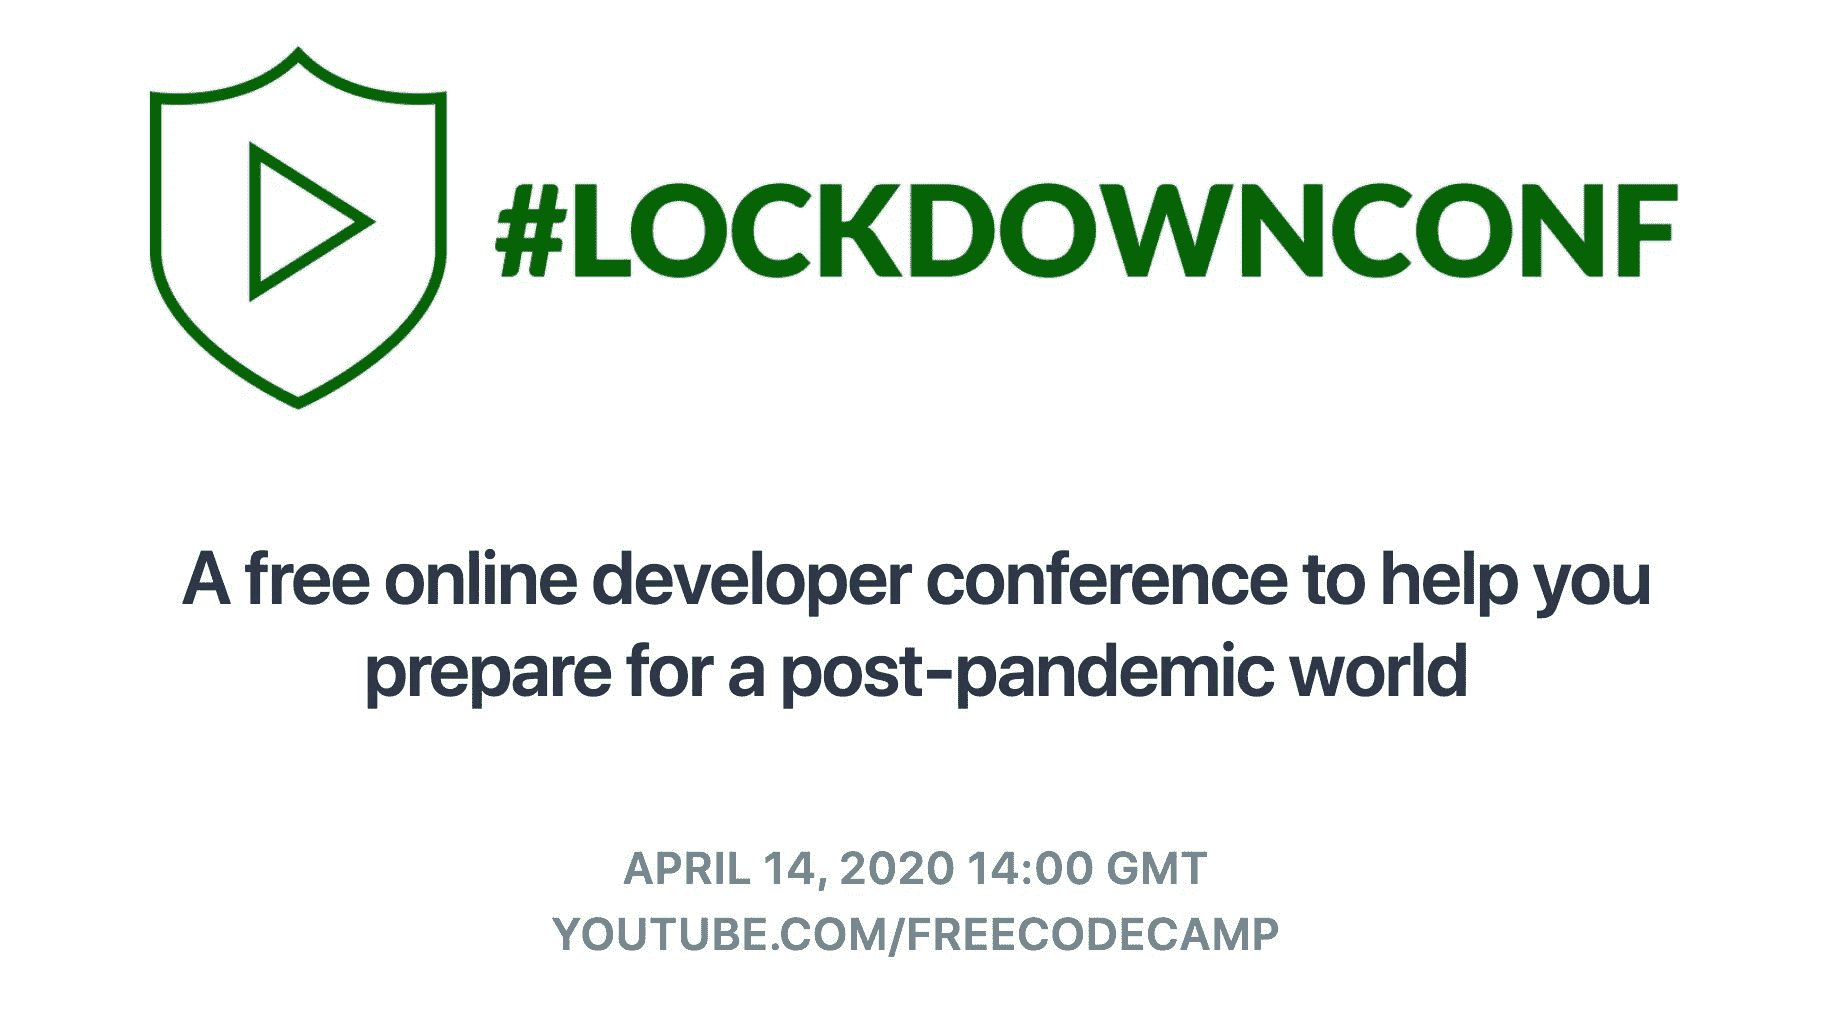 #LOCKDOWNCONF
A free online developer conference to help you
prepare for a post-pandemic world
APRIL 14, 2020 14:00 GMT
YOUTUBE.COM/FREECODECAMP